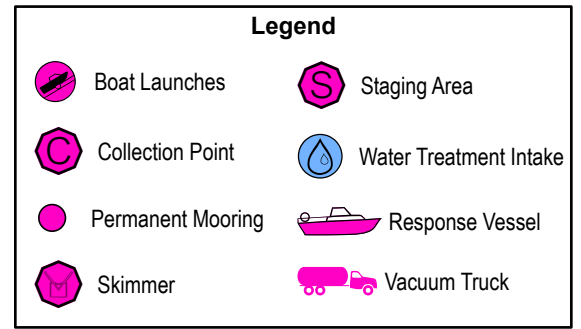 Legend
Boat Launches
S Staging Area
C Collection Point
Water Treatment Intake
Permanent Mooring
Response Vessel
Skimmer
Vacuum Truck